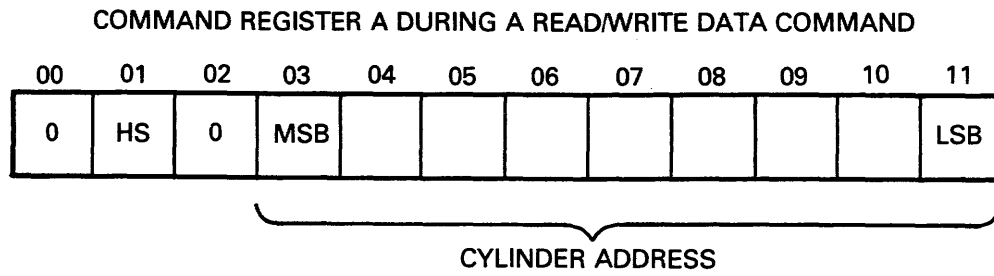 COMMAND REGISTER A DURING A READ/WRITE DATA COMMAND
00 01 02 03 04 05 06 07 08 09 10 11
0 HS 0 MSB LSB
CYLINDER ADDRESS